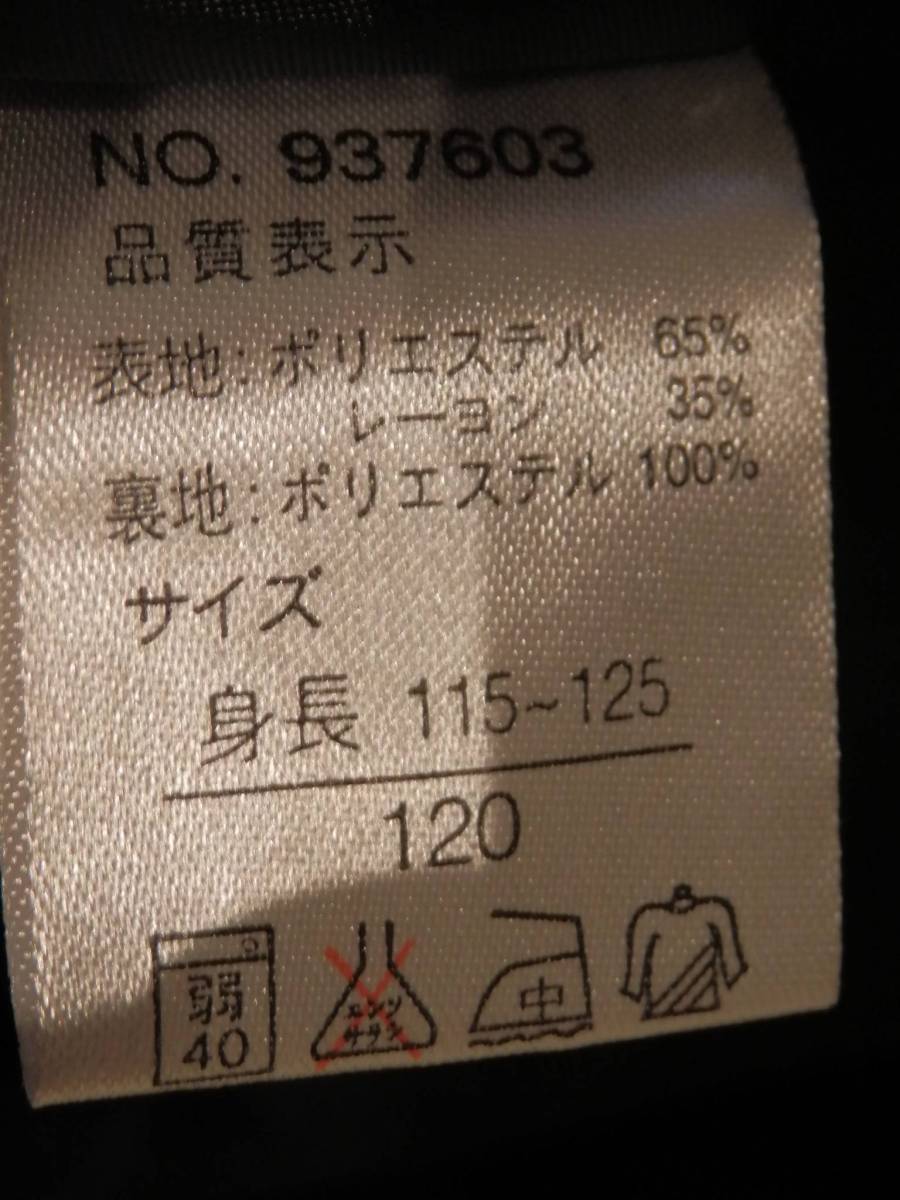 NO. 937603
品質表示
表地:ポリエステル 65%
レーヨン 35%
裏地:ポリエステル 100%
サイズ
身長 115~125
120
弱
40
エンソ
サラシ
中